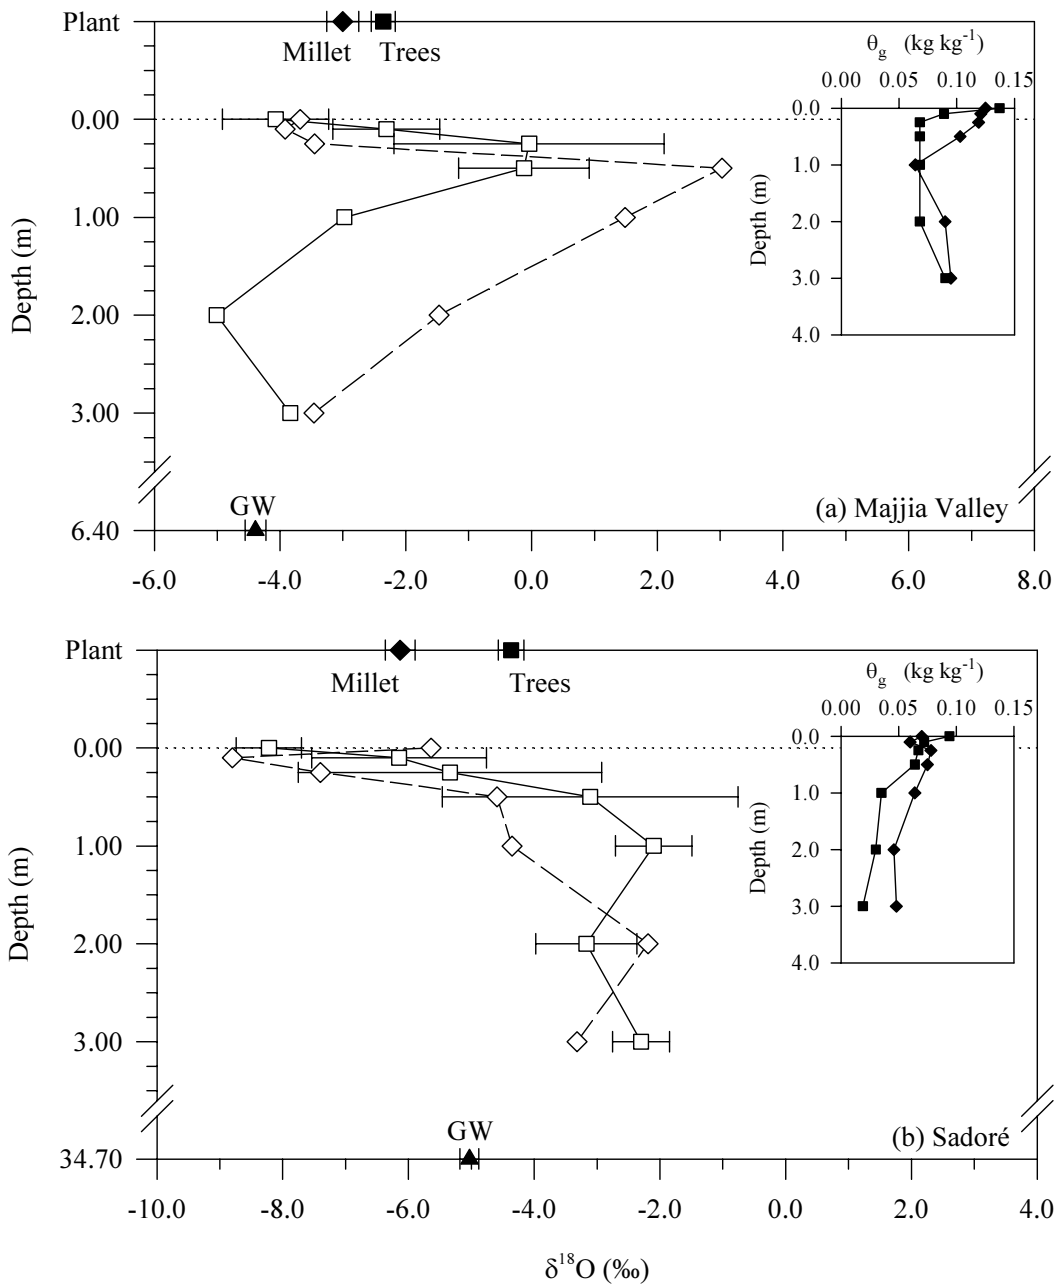 Plant
Millet Trees
θg (kg kg-1)
0.00 0.05 0.10 0.15
0.00
0.0
1.0
1.00
Depth (m)
Depth (m)
2.0
2.00
3.0
4.0
3.00
GW
(a) Majjia Valley
6.40
-6.0 -4.0 -2.0 0.0 2.0 4.0 6.0 8.0
Plant
Millet Trees
θg (kg kg-1)
0.00 0.05 0.10 0.15
0.00
0.0
1.0
1.00
Depth (m)
Depth (m)
2.0
2.00
3.0
4.0
3.00
GW
(b) Sadoré
34.70
-10.0 -8.0 -6.0 -4.0 -2.0 0.0 2.0 4.0
δ18O (‰)